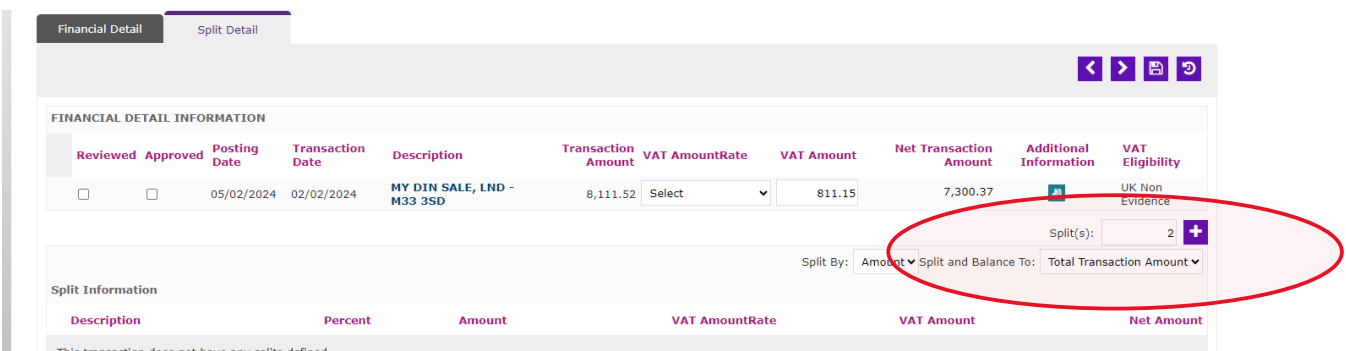 Financial Detail Split Detail
FINANCIAL DETAIL INFORMATION
Reviewed Approved Posting Date Transaction Date Description Transaction Amount VAT AmountRate VAT Amount Net Transaction Amount Additional Information VAT Eligibility
05/02/2024 02/02/2024 MY DIN SALE, LND - M33 3SD 8,111.52 Select 811.15 7,300.37 UK Non Evidence
Split(s): 2
Split By: Amount Split and Balance To: Total Transaction Amount
Split Information
Description Percent Amount VAT AmountRate VAT Amount Net Amount
This transaction does not have any splits defined